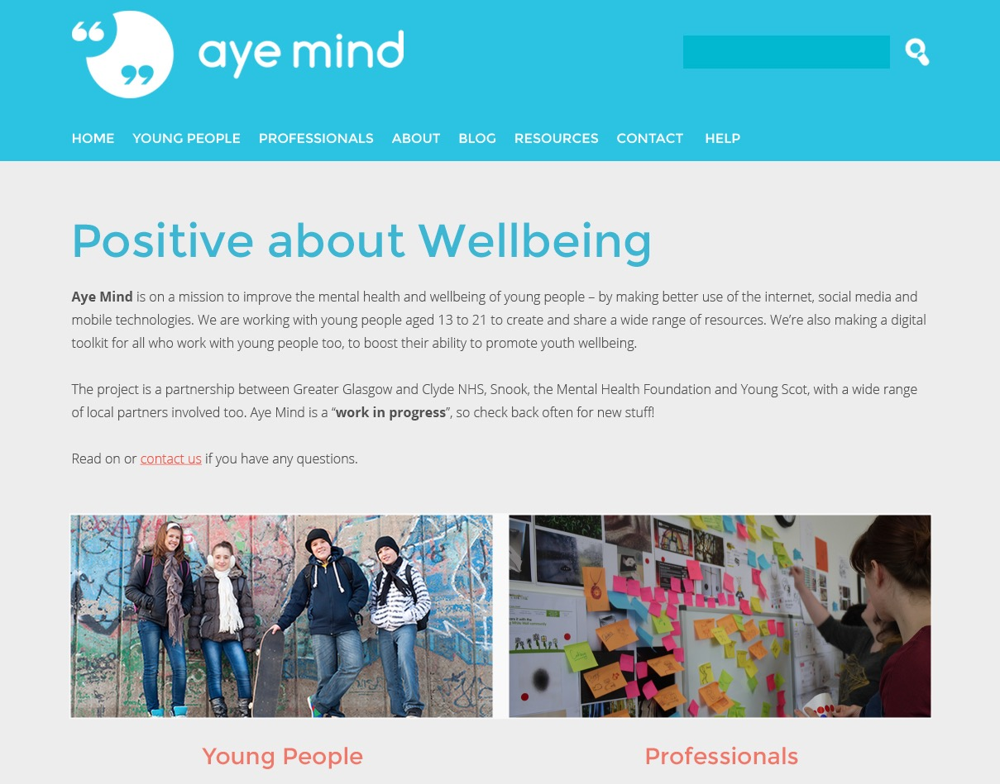 aye mind
HOME YOUNG PEOPLE PROFESSIONALS ABOUT BLOG RESOURCES CONTACT HELP
Positive about Wellbeing
Aye Mind is on a mission to improve the mental health and wellbeing of young people – by making better use of the internet, social media and
mobile technologies. We are working with young people aged 13 to 21 to create and share a wide range of resources. We’re also making a digital
toolkit for all who work with young people too, to boost their ability to promote youth wellbeing.
The project is a partnership between Greater Glasgow and Clyde NHS, Snook, the Mental Health Foundation and Young Scot, with a wide range
of local partners involved too. Aye Mind is a “work in progress”, so check back often for new stuff!
Read on or contact us if you have any questions.
Young People
Professionals